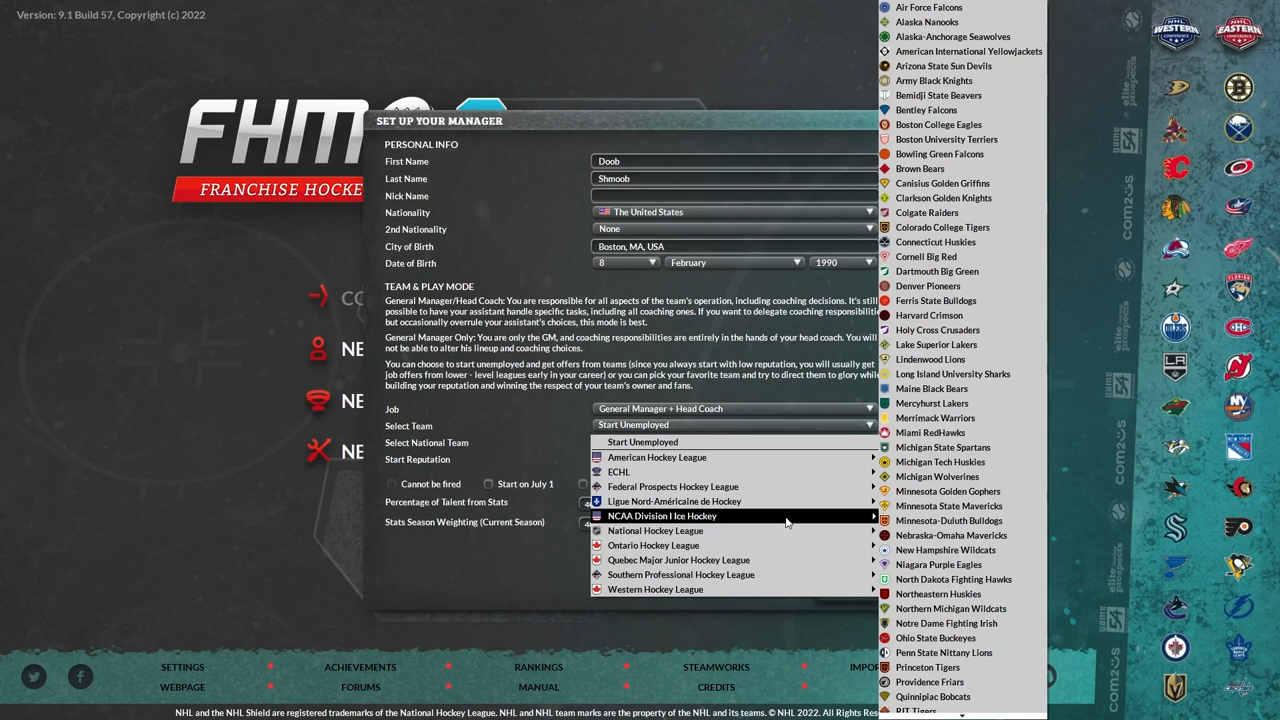 Version: 9.1 Build 57, Copyright (c) 2022
FHM
FRANCHISE HOCKE
CO
NE
NE
NE
SET UP YOUR MANAGER
PERSONAL INFO
First Name Doob
Last Name Shmoob
Nick Name
Nationality The United States
2nd Nationality None
City of Birth Boston, MA, USA
Date of Birth 8 February 1990
TEAM & PLAY MODE
General Manager/Head Coach: You are responsible for all aspects of the team's operation, including coaching decisions. It's still
possible to have your assistant handle specific tasks, including all coaching ones. If you want to delegate coaching responsibilitie
but occasionally overrule your assistant's choices, this mode is best.
General Manager Only: You are only the GM, and coaching responsibilities are entirely in the hands of your head coach. You will
not be able to alter his lineup and coaching choices.
You can choose to start unemployed and get offers from teams (since you always start with low reputation, you will usually get
job offers from lower - level leagues early in your career) or you can pick your favorite team and try to direct them to glory while
building your reputation and winning the respect of your team's owner and fans.
Job General Manager + Head Coach
Select Team Start Unemployed
Select National Team
Start Reputation
Cannot be fired Start on July 1
Percentage of Talent from Stats 4
Stats Season Weighting (Current Season) 4
Start Unemployed
American Hockey League
ECHL
Federal Prospects Hockey League
Ligue Nord-Américaine de Hockey
NCAA Division I Ice Hockey
National Hockey League
Ontario Hockey League
Quebec Major Junior Hockey League
Southern Professional Hockey League
Western Hockey League
Air Force Falcons
Alaska Nanooks
Alaska-Anchorage Seawolves
American International Yellowjackets
Arizona State Sun Devils
Army Black Knights
Bemidji State Beavers
Bentley Falcons
Boston College Eagles
Boston University Terriers
Bowling Green Falcons
Brown Bears
Canisius Golden Griffins
Clarkson Golden Knights
Colgate Raiders
Colorado College Tigers
Connecticut Huskies
Cornell Big Red
Dartmouth Big Green
Denver Pioneers
Ferris State Bulldogs
Harvard Crimson
Holy Cross Crusaders
Lake Superior Lakers
Lindenwood Lions
Long Island University Sharks
Maine Black Bears
Mercyhurst Lakers
Merrimack Warriors
Miami RedHawks
Michigan State Spartans
Michigan Tech Huskies
Michigan Wolverines
Minnesota Golden Gophers
Minnesota State Mavericks
Minnesota-Duluth Bulldogs
Nebraska-Omaha Mavericks
New Hampshire Wildcats
Niagara Purple Eagles
North Dakota Fighting Hawks
Northeastern Huskies
Northern Michigan Wildcats
Notre Dame Fighting Irish
Ohio State Buckeyes
Penn State Nittany Lions
Princeton Tigers
Providence Friars
Quinnipiac Bobcats
RIT Tigers
NHL WESTERN CONFERENCE
NHL EASTERN CONFERENCE
elite prospects
com2us
SETTINGS ACHIEVEMENTS RANKINGS STEAMWORKS IMPO
WEBPAGE FORUMS MANUAL CREDITS
NHL and the NHL Shield are registered trademarks of the National Hockey League. NHL and NHL team marks are the property of the NHL and its teams. © NHL 2022. All Rights Rese